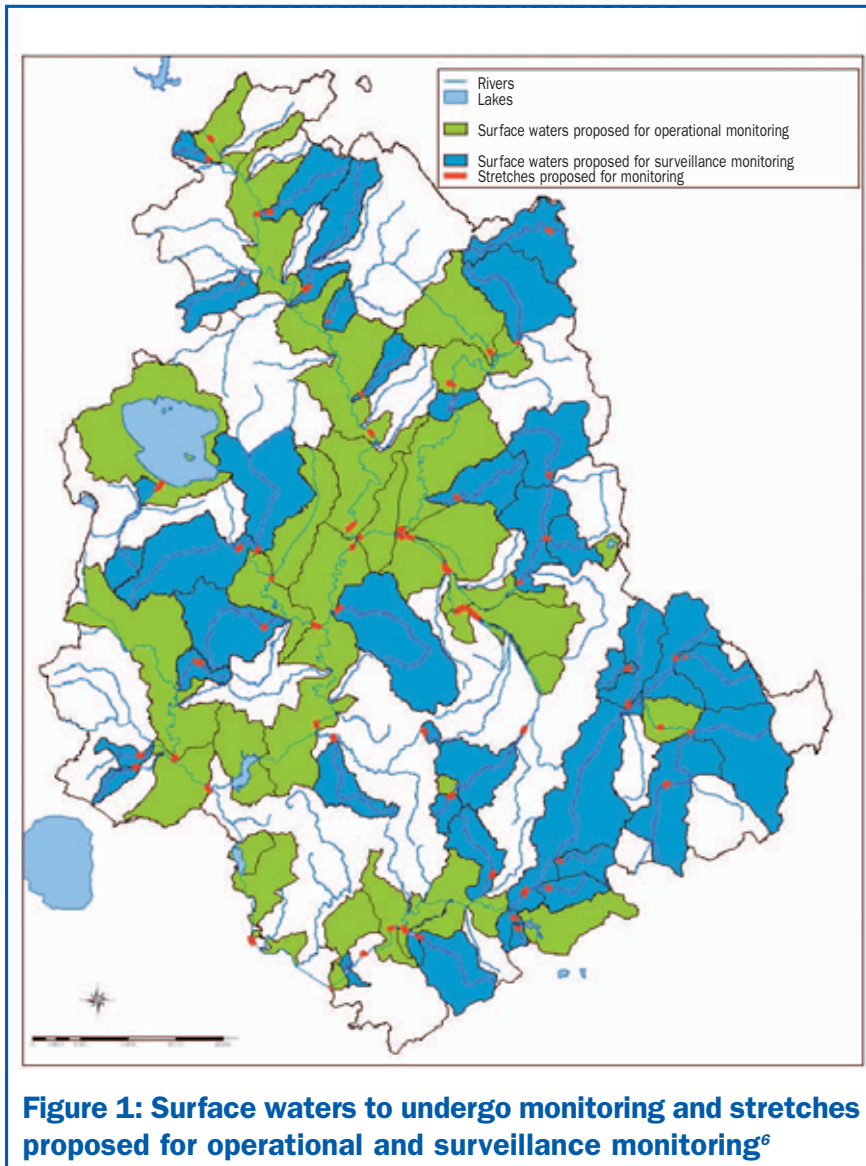 Rivers
Lakes
Surface waters proposed for operational monitoring
Surface waters proposed for surveillance monitoring
Stretches proposed for monitoring
Figure 1: Surface waters to undergo monitoring and stretches
proposed for operational and surveillance monitoring6